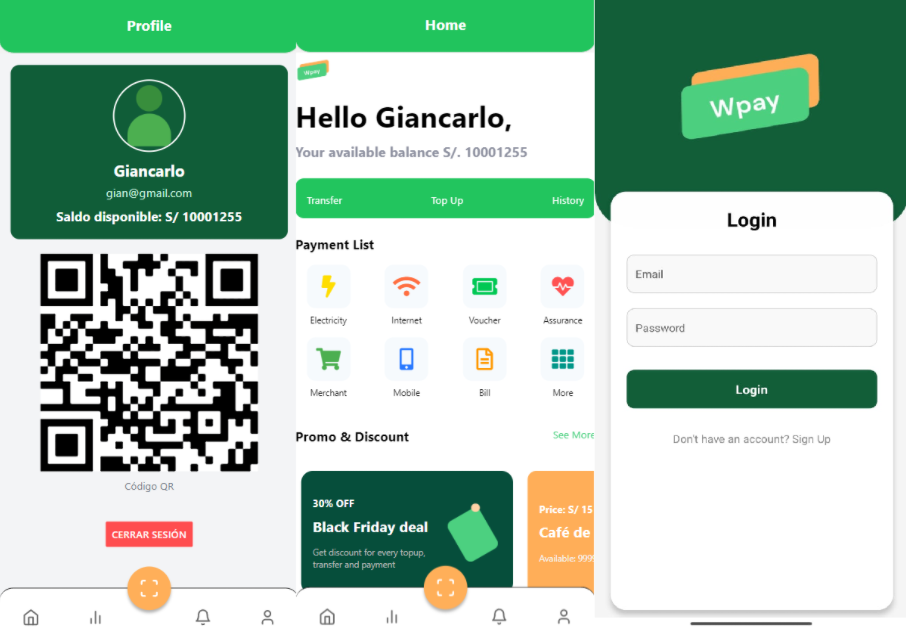 Profile
Giancarlo
gian@gmail.com
Saldo disponible: S/ 10001255
Código QR
CERRAR SESIÓN
Home
Wpay
Hello Giancarlo,
Your available balance S/. 10001255
Transfer Top Up History
Payment List
Electricity Internet Voucher Assurance
Merchant Mobile Bill More
Promo & Discount See More
30% OFF
Black Friday deal
Get discount for every topup,
transfer and payment
Price: S/ 15
Café de
Available: 999
Wpay
Login
Email
Password
Login
Don't have an account? Sign Up